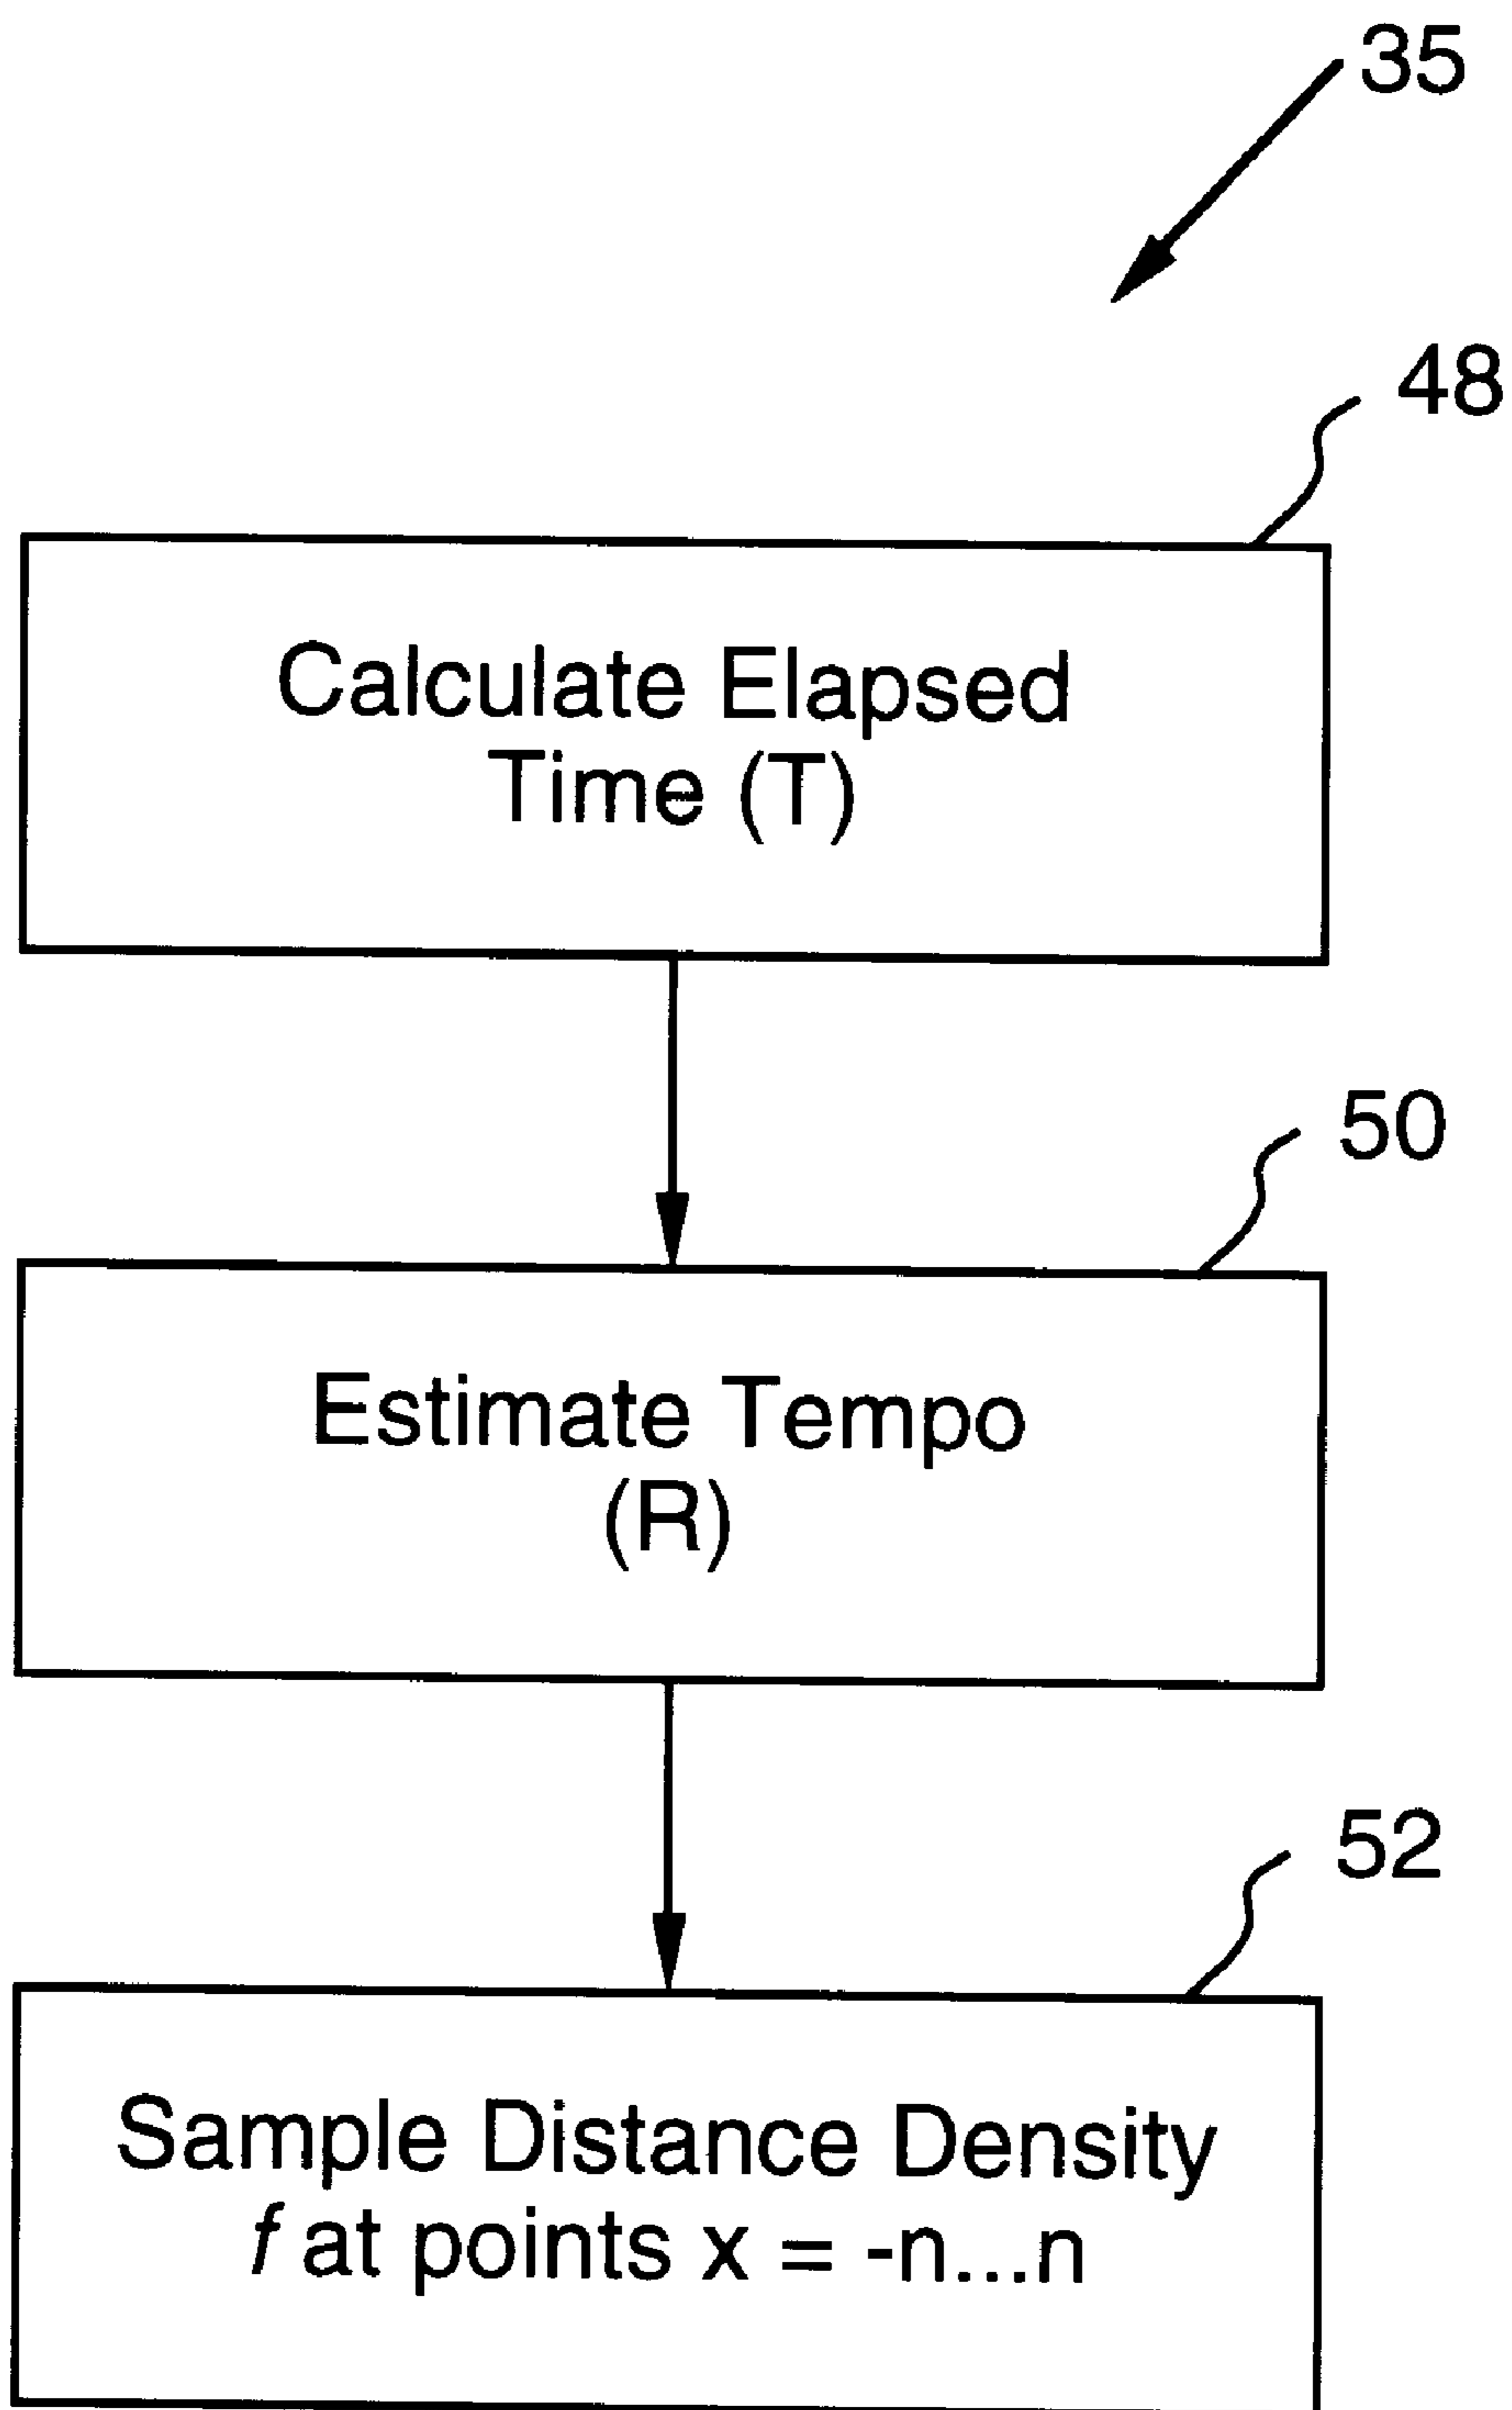 35
48
Calculate Elapsed
Time (T)
50
Estimate Tempo
(R)
52
Sample Distance Density
f at points x = -n...n